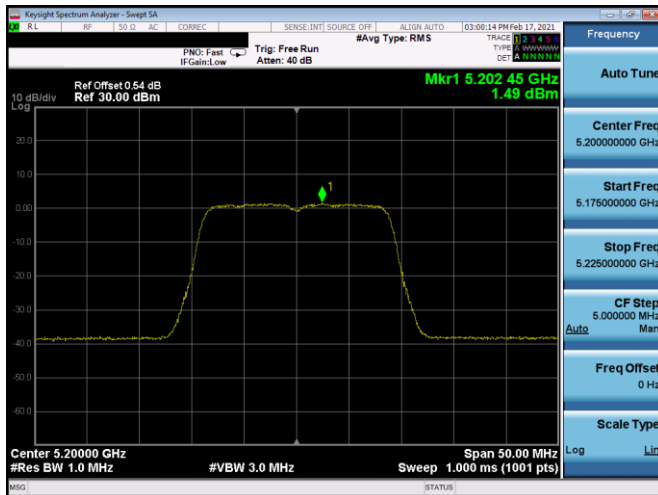 Keysight Spectrum Analyzer - Swept SA
RL RF 50 Ω AC CORREC SENSE:INT SOURCE OFF ALIGN AUTO 03:00:14 PM Feb 17, 2021
#Avg Type: RMS
TRACE 1 2 3 4 5 6
TYPE A WWWWW
DET A N N N N N
PNO: Fast
IFGain:Low
Trig: Free Run
Atten: 40 dB
Mkr1 5.202 45 GHz
1.49 dBm
Ref Offset 0.54 dB
Ref 30.00 dBm
10 dB/div
Log
20.0
10.0
0.00
-10.0
-20.0
-30.0
-40.0
-50.0
-60.0
1
Center 5.20000 GHz
#Res BW 1.0 MHz
#VBW 3.0 MHz
Span 50.00 MHz
Sweep 1.000 ms (1001 pts)
MSG
STATUS
Frequency
Auto Tune
Center Freq
5.200000000 GHz
Start Freq
5.175000000 GHz
Stop Freq
5.225000000 GHz
CF Step
5.000000 MHz
Auto Man
Freq Offset
0 Hz
Scale Type
Log Lin